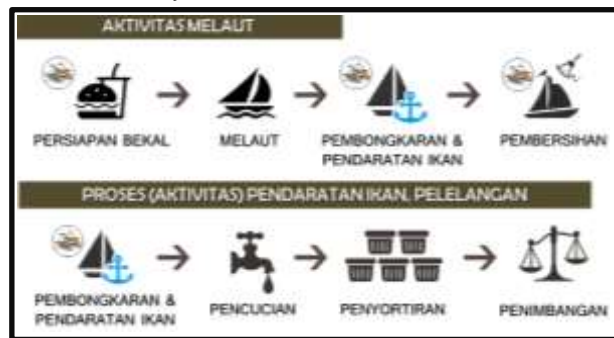 AKTIVITAS MELAUT
PERSIAPAN BEKAL
MELAUT
PEMBONGKARAN &
PENDARATAN IKAN
PEMBERSIHAN
PROSES (AKTIVITAS) PENDARATAN IKAN, PELELANGAN
PEMBONGKARAN &
PENDARATAN IKAN
PENCUCIAN
PENYORTIRAN
PENIMBANGAN